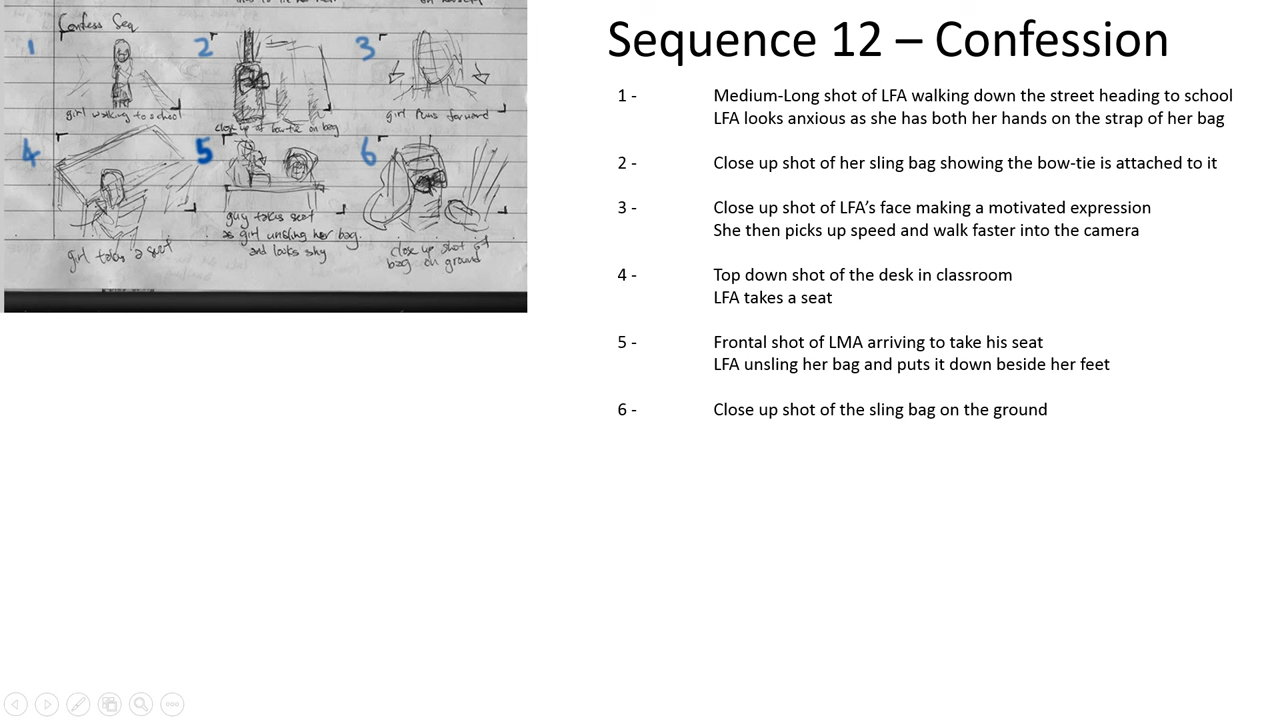 Confess Seq
1
2
3
girl walking to school
close up of bow tie on bag
girl runs forward
4
5
6
girl takes a seat
guy takes seat
as girl unsling her bag.
and looks shy
close up shot of
bag on ground
Sequence 12 – Confession
1 - Medium-Long shot of LFA walking down the street heading to school
LFA looks anxious as she has both her hands on the strap of her bag
2 - Close up shot of her sling bag showing the bow-tie is attached to it
3 - Close up shot of LFA’s face making a motivated expression
She then picks up speed and walk faster into the camera
4 - Top down shot of the desk in classroom
LFA takes a seat
5 - Frontal shot of LMA arriving to take his seat
LFA unsling her bag and puts it down beside her feet
6 - Close up shot of the sling bag on the ground